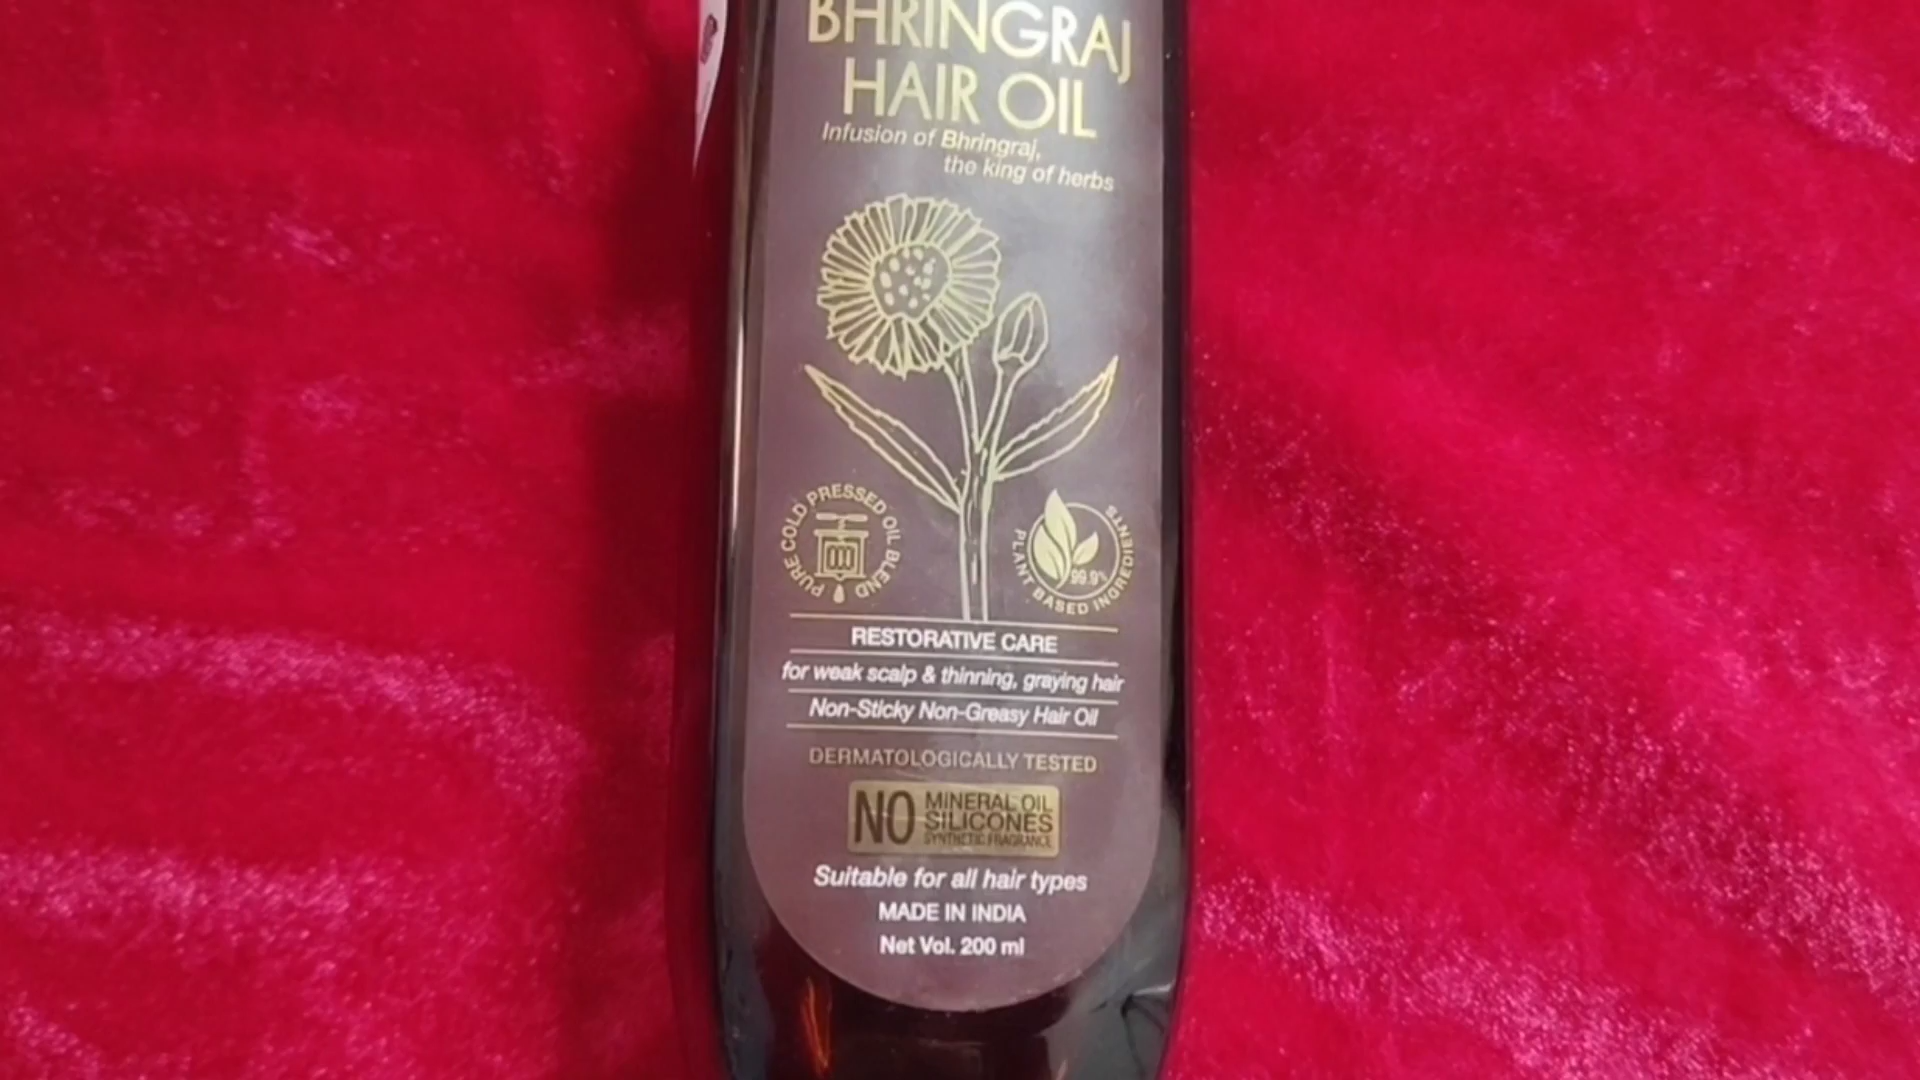 BHRINGRAJ
HAIR OIL
Infusion of Bhringraj,
the king of herbs
PURE COLD PRESSED OIL BLEND
99.9%
PLANT BASED INGREDIENTS
RESTORATIVE CARE
for weak scalp & thinning, graying hair
Non-Sticky Non-Greasy Hair Oil
DERMATOLOGICALLY TESTED
NO MINERAL OIL
SILICONES
SYNTHETIC FRAGRANCE
Suitable for all hair types
MADE IN INDIA
Net Vol. 200 ml